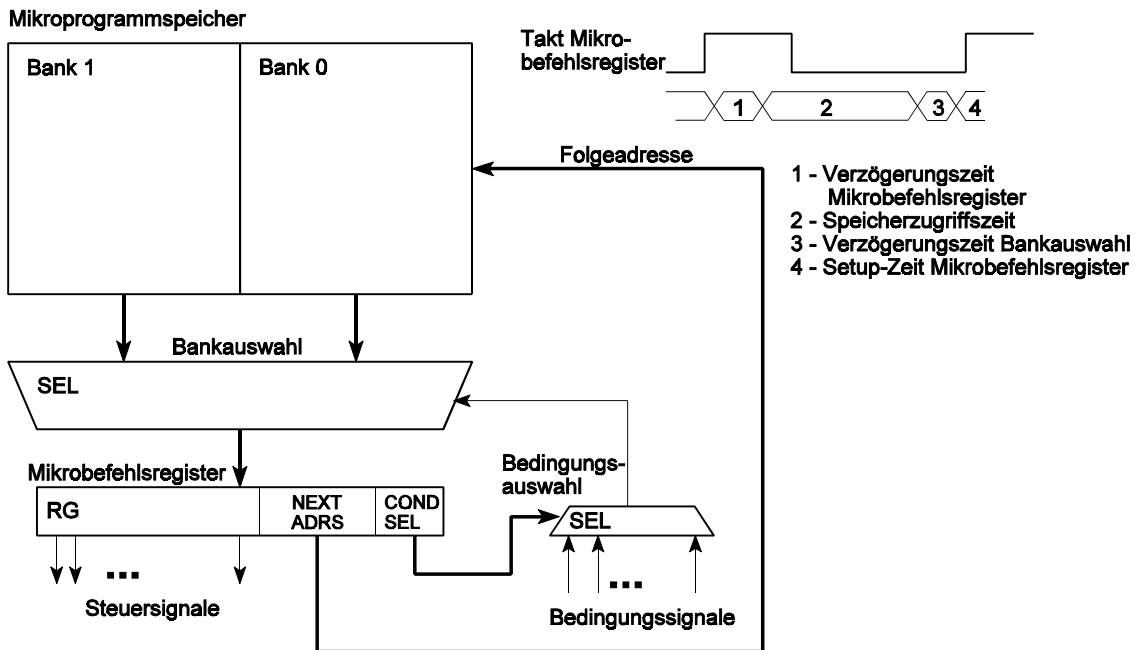 Mikroprogrammspeicher
Bank 1
Bank 0
Takt Mikro-
befehlsregister
1
2
3
4
Folgeadresse
1 - Verzögerungszeit
Mikrobefehlsregister
2 - Speicherzugriffszeit
3 - Verzögerungszeit Bankauswahl
4 - Setup-Zeit Mikrobefehlsregister
Bankauswahl
SEL
Mikrobefehlsregister
RG
NEXT
ADRS
COND
SEL
Bedingungs-
auswahl
SEL
Steuersignale
Bedingungssignale